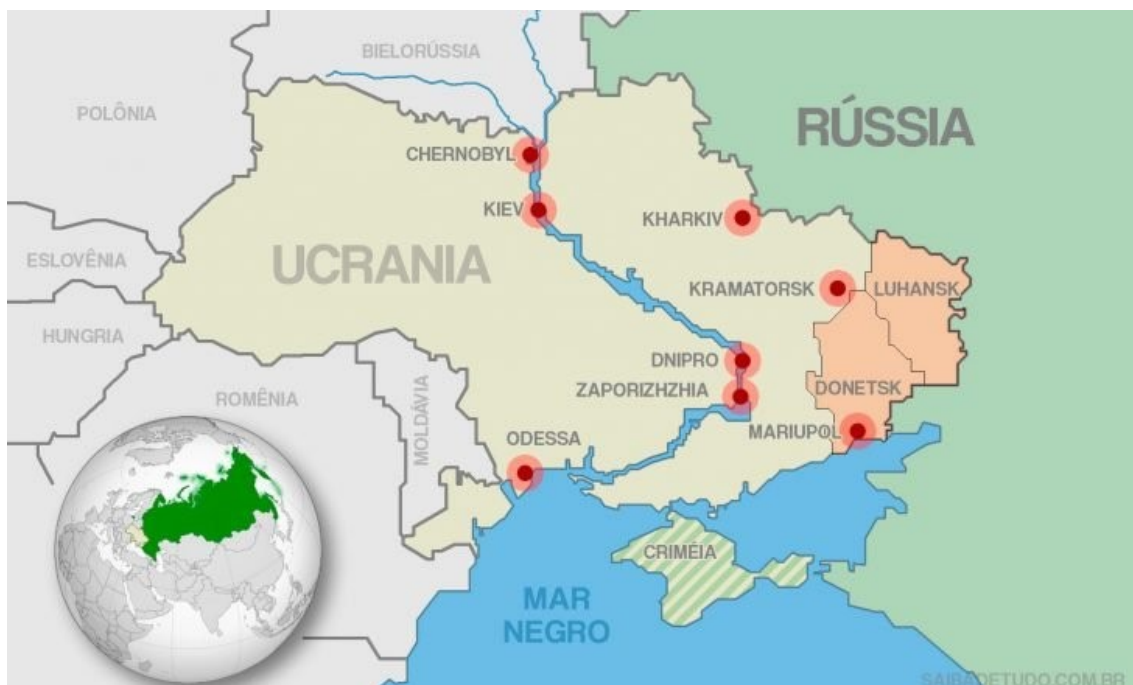 BIELORÚSSIA
POLÔNIA
RÚSSIA
CHERNOBYL
KIEV
KHARKIV
UCRANIA
ESLOVÊNIA
KRAMATORSK
LUHANSK
HUNGRIA
DNIPRO
ZAPORIZHZHIA
DONETSK
ROMÊNIA
MOLDÁVIA
MARIUPOL
ODESSA
CRIMÉIA
MAR
NEGRO
SAIBADETUDO.COM.BR